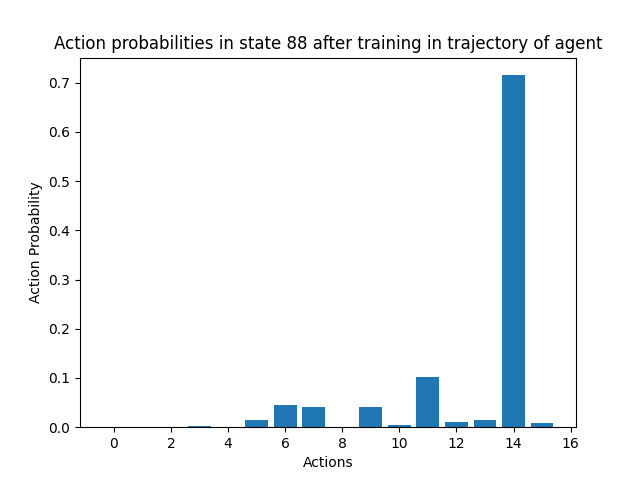 Action probabilities in state 88 after training in trajectory of agent
0.7
0.6
0.5
0.4
0.3
0.2
0.1
0.0
Action Probability
0 2 4 6 8 10 12 14 16
Actions